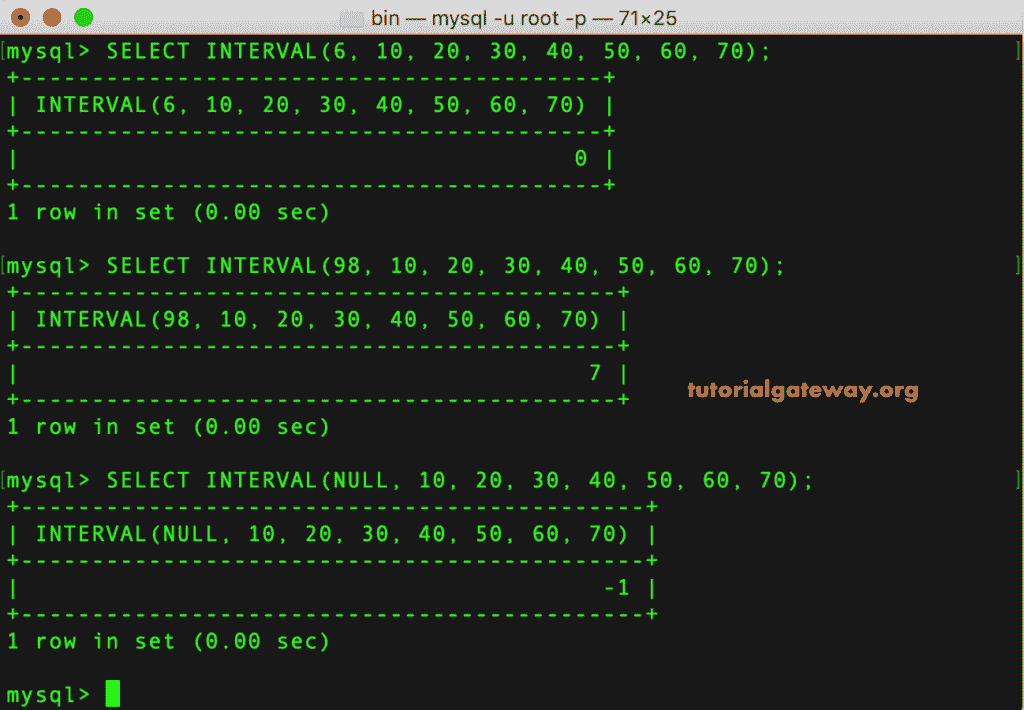 bin — mysql -u root -p — 71×25
[mysql> SELECT INTERVAL(6, 10, 20, 30, 40, 50, 60, 70); ]
+-----------------------------------------+
| INTERVAL(6, 10, 20, 30, 40, 50, 60, 70) |
+-----------------------------------------+
|                                       0 |
+-----------------------------------------+
1 row in set (0.00 sec)
[mysql> SELECT INTERVAL(98, 10, 20, 30, 40, 50, 60, 70); ]
+------------------------------------------+
| INTERVAL(98, 10, 20, 30, 40, 50, 60, 70) |
+------------------------------------------+
|                                        7 |
+------------------------------------------+
tutorialgateway.org
1 row in set (0.00 sec)
[mysql> SELECT INTERVAL(NULL, 10, 20, 30, 40, 50, 60, 70); ]
+--------------------------------------------+
| INTERVAL(NULL, 10, 20, 30, 40, 50, 60, 70) |
+--------------------------------------------+
|                                         -1 |
+--------------------------------------------+
1 row in set (0.00 sec)
mysql>